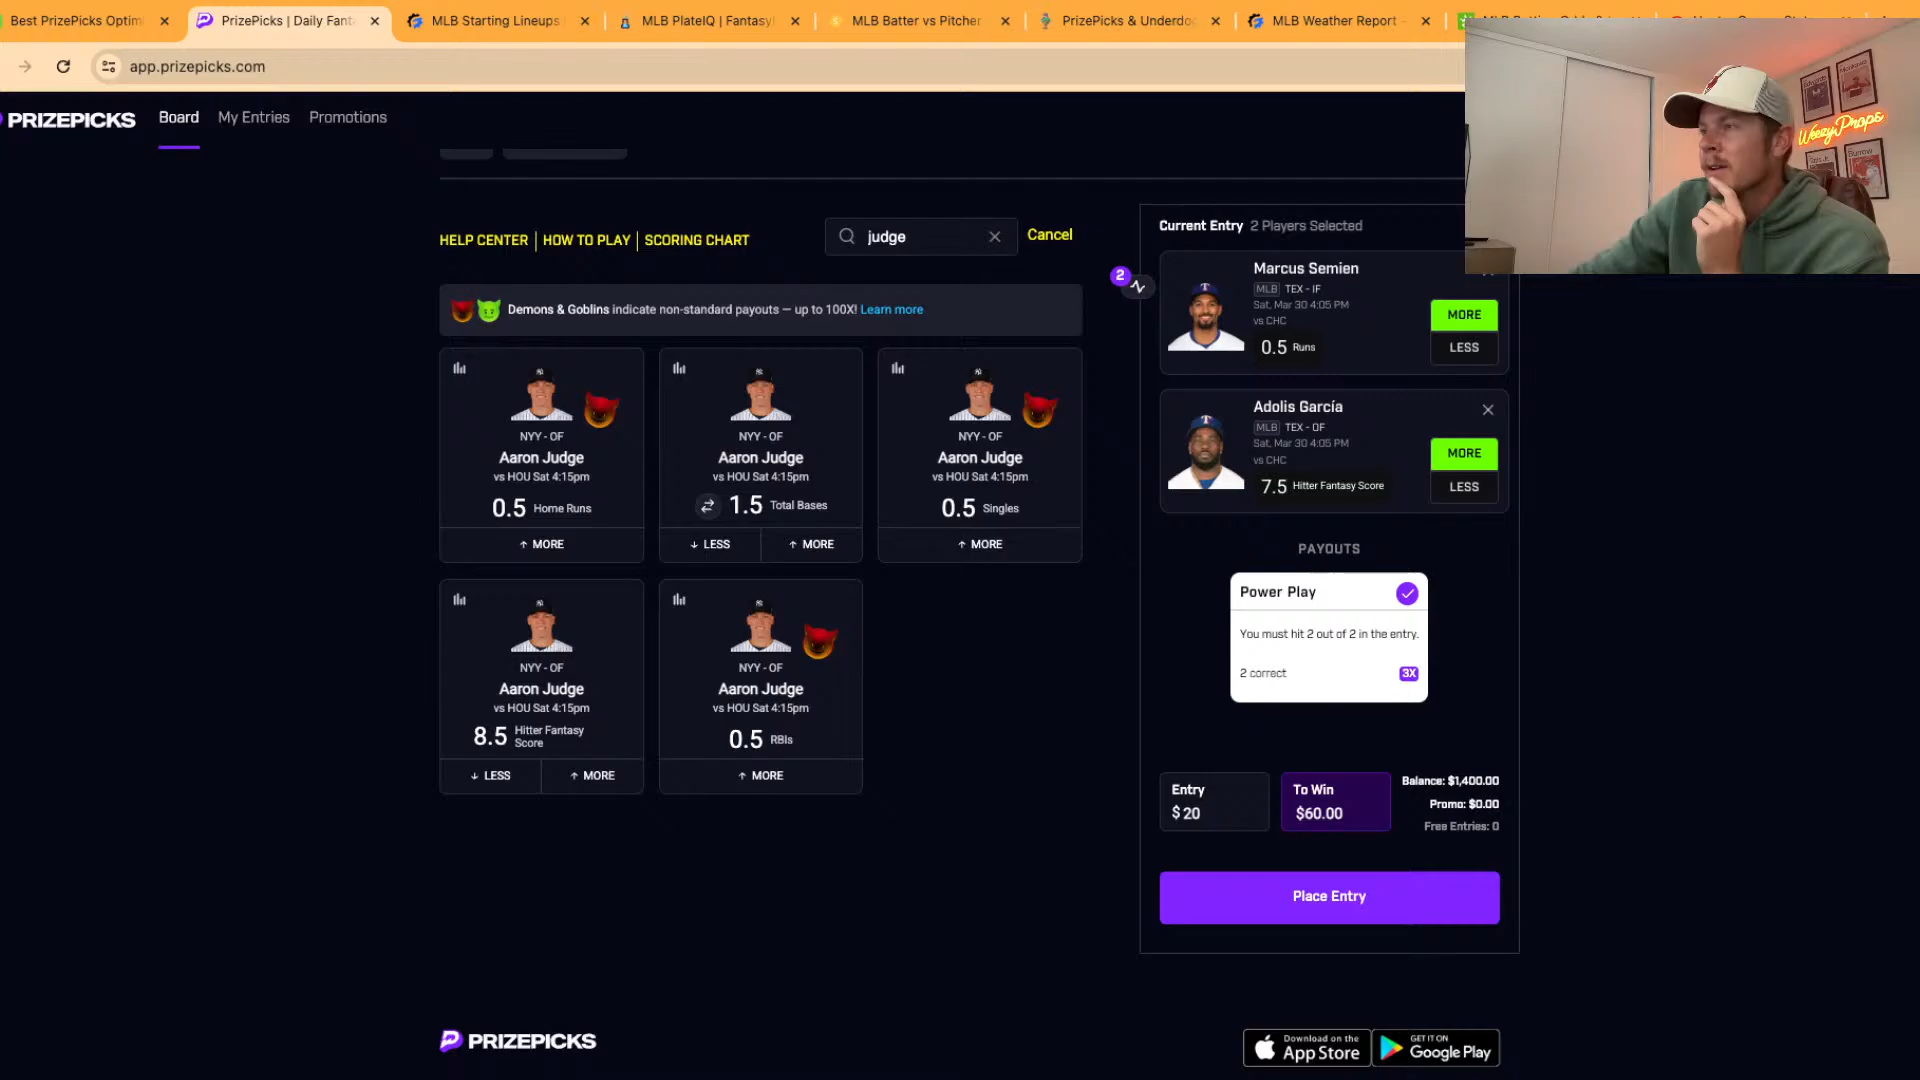 Best PrizePicks Optim
PrizePicks | Daily Fant
MLB Starting Lineups
MLB PlateIQ | Fantasy
MLB Batter vs Pitcher
PrizePicks & Underdo
MLB Weather Report -
app.prizepicks.com
PRIZEPICKS
Board
My Entries
Promotions
HELP CENTER
HOW TO PLAY
SCORING CHART
judge
Cancel
Demons & Goblins indicate non-standard payouts — up to 100X! Learn more
NYY - OF
Aaron Judge
vs HOU Sat 4:15pm
0.5 Home Runs
MORE
NYY - OF
Aaron Judge
vs HOU Sat 4:15pm
1.5 Total Bases
LESS
MORE
NYY - OF
Aaron Judge
vs HOU Sat 4:15pm
0.5 Singles
MORE
NYY - OF
Aaron Judge
vs HOU Sat 4:15pm
8.5 Hitter Fantasy
Score
LESS
MORE
NYY - OF
Aaron Judge
vs HOU Sat 4:15pm
0.5 RBIs
MORE
Current Entry 2 Players Selected
2
Marcus Semien
MLB TEX - IF
Sat, Mar 30 4:05 PM
vs CHC
0.5 Runs
MORE
LESS
Adolis García
MLB TEX - OF
Sat, Mar 30 4:05 PM
vs CHC
7.5 Hitter Fantasy Score
MORE
LESS
PAYOUTS
Power Play
You must hit 2 out of 2 in the entry.
2 correct
3X
Entry
$ 20
To Win
$60.00
Balance: $1,400.00
Promo: $0.00
Free Entries: 0
Place Entry
PRIZEPICKS
Download on the
App Store
GET IT ON
Google Play
WeezyProps
Burrow